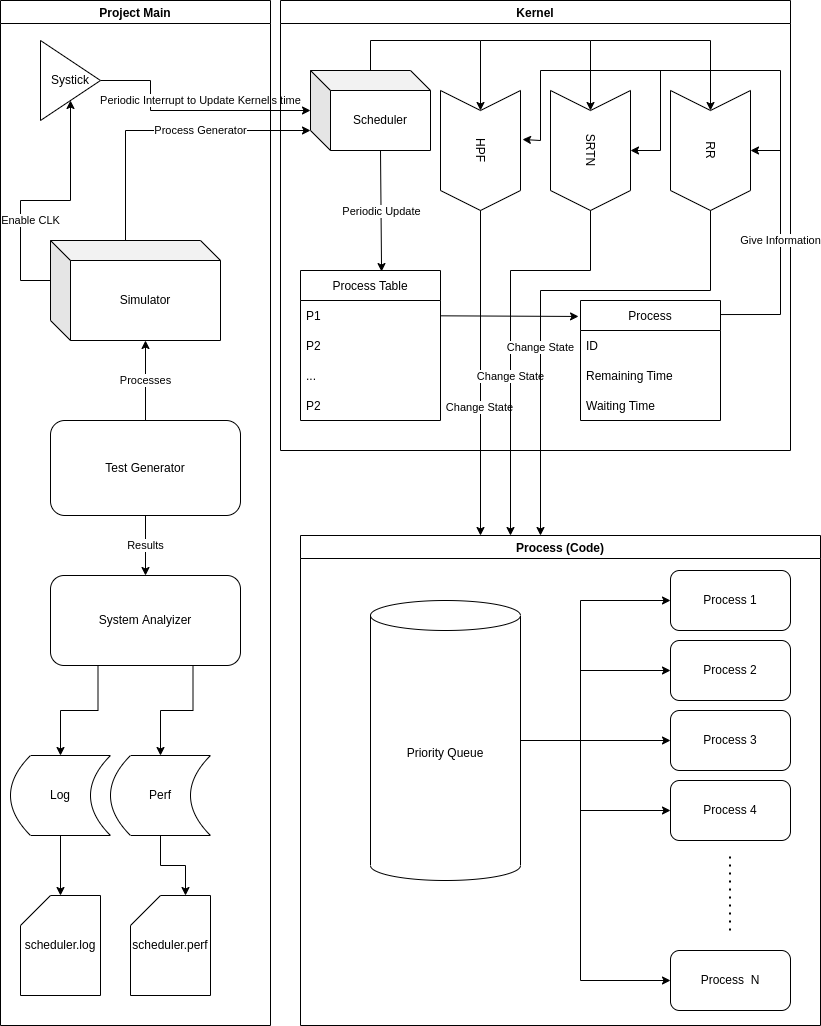 Project Main
Systick
Periodic Interrupt to Update Kernel's time
Process Generator
Enable CLK
Simulator
Processes
Test Generator
Results
System Analyizer
Log
Perf
scheduler.log
scheduler.perf
Kernel
Scheduler
HPF
SRTN
RR
Periodic Update
Give Information
Process Table
P1
P2
...
P2
Process
ID
Remaining Time
Waiting Time
Change State
Change State
Change State
Process (Code)
Priority Queue
Process 1
Process 2
Process 3
Process 4
Process N